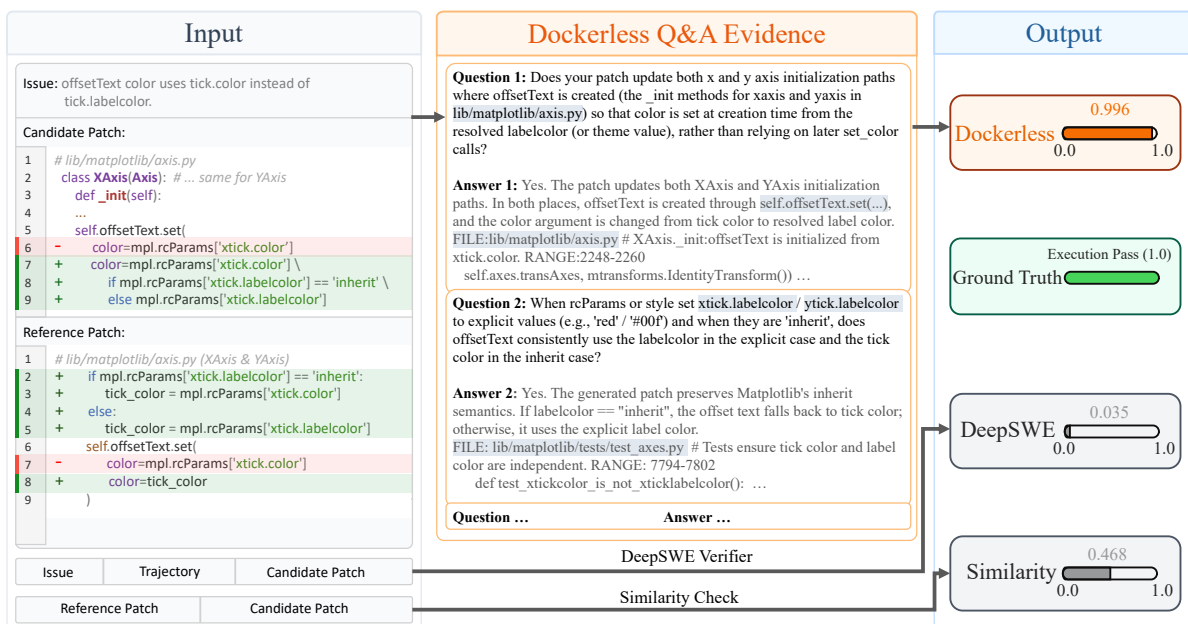 Input
Issue: offsetText color uses tick.color instead of
tick.labelcolor.
Candidate Patch:
1 # lib/matplotlib/axis.py
2 class XAxis(Axis): # ... same for YAxis
3 def _init(self):
4 ...
5 self.offsetText.set(
6 - color=mpl.rcParams['xtick.color']
7 + color=mpl.rcParams['xtick.color'] \
8 + if mpl.rcParams['xtick.labelcolor'] == 'inherit' \
9 + else mpl.rcParams['xtick.labelcolor']
Reference Patch:
1 # lib/matplotlib/axis.py (XAxis & YAxis)
2 + if mpl.rcParams['xtick.labelcolor'] == 'inherit':
3 + tick_color = mpl.rcParams['xtick.color']
4 + else:
5 + tick_color = mpl.rcParams['xtick.labelcolor']
6 self.offsetText.set(
7 - color=mpl.rcParams['xtick.color']
8 + color=tick_color
9 )
Issue Trajectory Candidate Patch
Reference Patch Candidate Patch
Dockerless Q&A Evidence
Question 1: Does your patch update both x and y axis initialization paths
where offsetText is created (the _init methods for xaxis and yaxis in
lib/matplotlib/axis.py) so that color is set at creation time from the
resolved labelcolor (or theme value), rather than relying on later set_color
calls?
Answer 1: Yes. The patch updates both XAxis and YAxis initialization
paths. In both places, offsetText is created through self.offsetText.set(...),
and the color argument is changed from tick color to resolved label color.
FILE:lib/matplotlib/axis.py # XAxis._init:offsetText is initialized from
xtick.color. RANGE:2248-2260
self.axes.transAxes, mtransforms.IdentityTransform()) ...
Question 2: When rcParams or style set xtick.labelcolor / ytick.labelcolor
to explicit values (e.g., 'red' / '#00f') and when they are 'inherit', does
offsetText consistently use the labelcolor in the explicit case and the tick
color in the inherit case?
Answer 2: Yes. The generated patch preserves Matplotlib's inherit
semantics. If labelcolor == "inherit", the offset text falls back to tick color;
otherwise, it uses the explicit label color.
FILE: lib/matplotlib/tests/test_axes.py # Tests ensure tick color and label
color are independent. RANGE: 7794-7802
def test_xtickcolor_is_not_xticklabelcolor(): ...
Question ... Answer ...
DeepSWE Verifier
Similarity Check
Output
0.996
Dockerless
0.0 1.0
Execution Pass (1.0)
Ground Truth
0.035
DeepSWE
0.0 1.0
0.468
Similarity
0.0 1.0